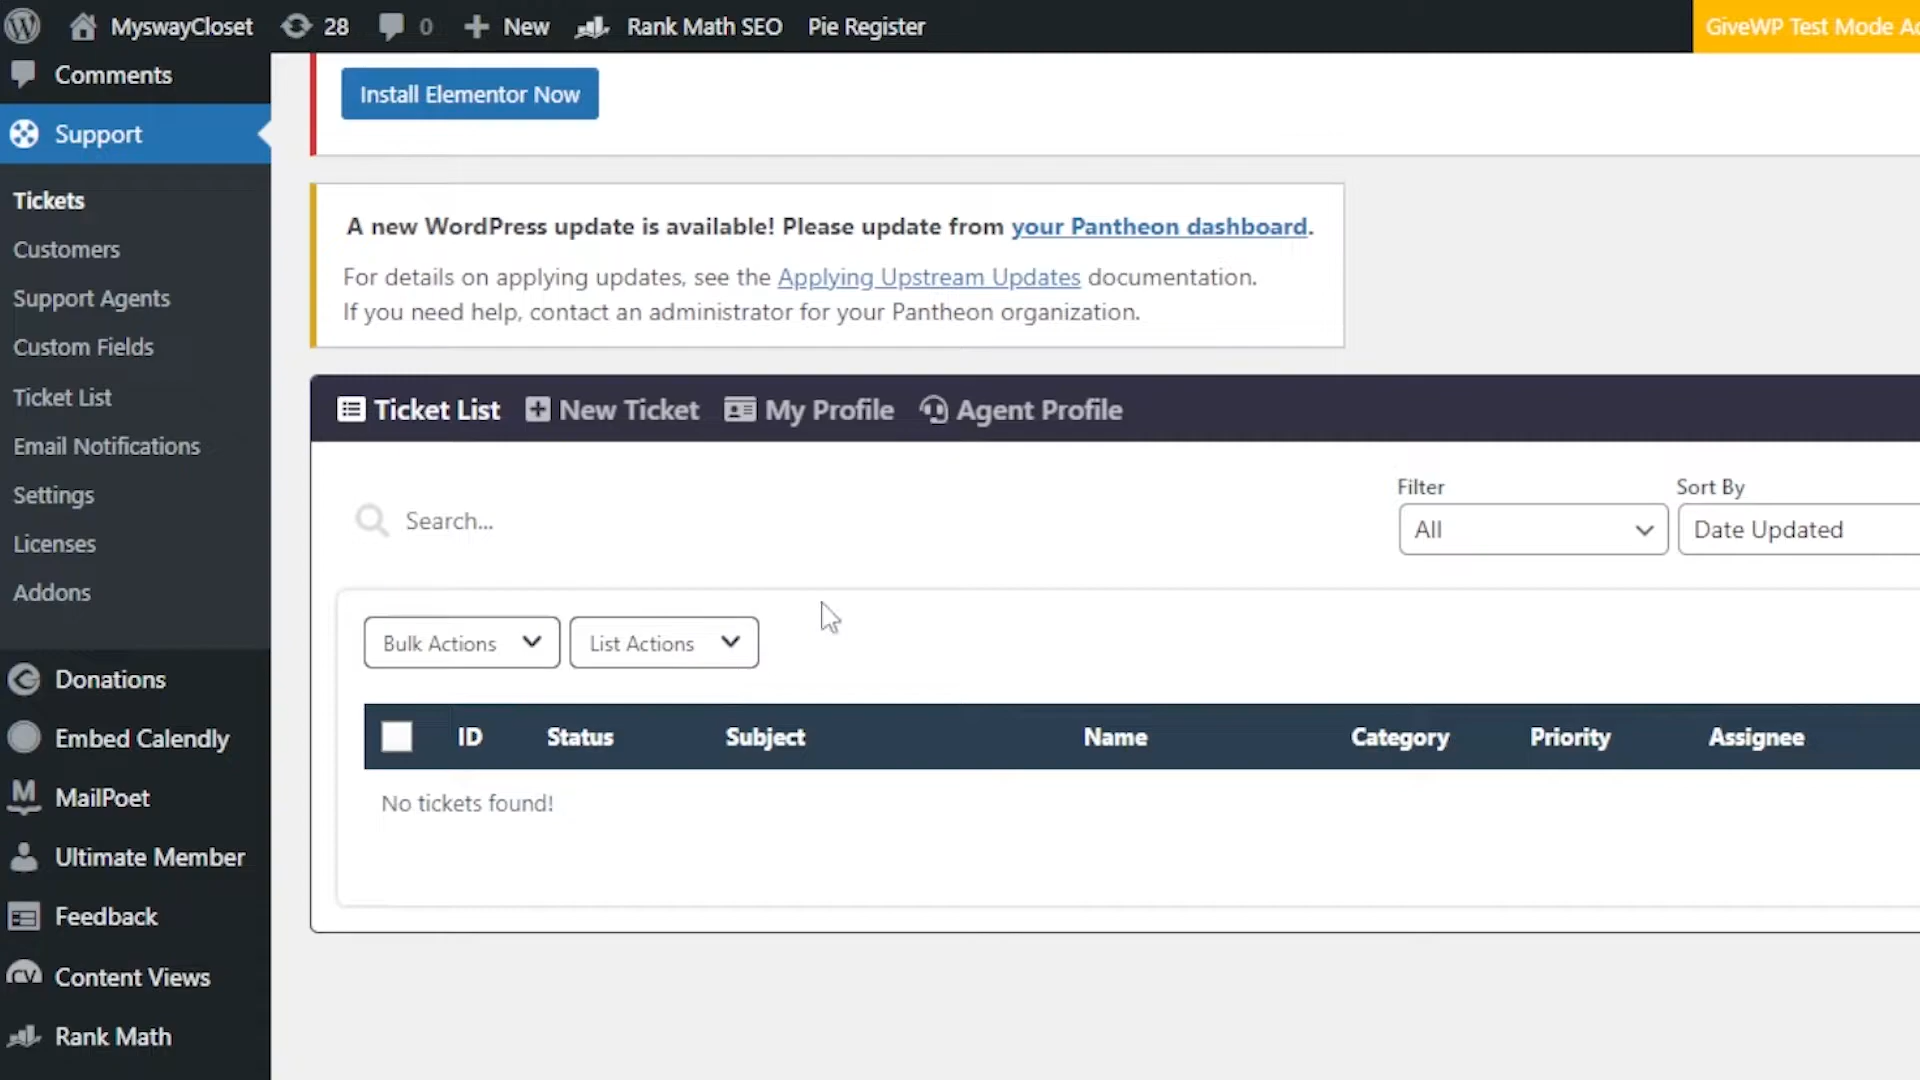 MyswayCloset 28 0 New Rank Math SEO Pie Register GiveWP Test Mode Ac
Comments
Support
Tickets
Customers
Support Agents
Custom Fields
Ticket List
Email Notifications
Settings
Licenses
Addons
Donations
Embed Calendly
MailPoet
Ultimate Member
Feedback
Content Views
Rank Math
Install Elementor Now
A new WordPress update is available! Please update from your Pantheon dashboard.
For details on applying updates, see the Applying Upstream Updates documentation.
If you need help, contact an administrator for your Pantheon organization.
Ticket List New Ticket My Profile Agent Profile
Filter Sort By
Search... All Date Updated
Bulk Actions List Actions
ID Status Subject Name Category Priority Assignee
No tickets found!